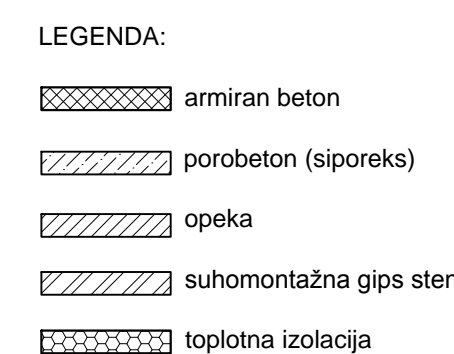 LEGENDA:
armiran beton
porobeton (siporeks)
opeka
suhomontažna gips sten
toplotna izolacija